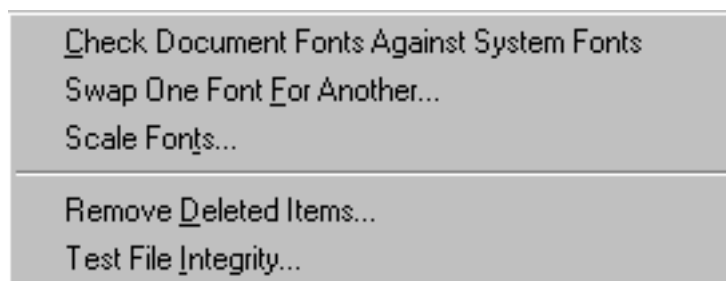 Check Document Fonts Against System Fonts
Swap One Font For Another...
Scale Fonts...
Remove Deleted Items...
Test File Integrity...